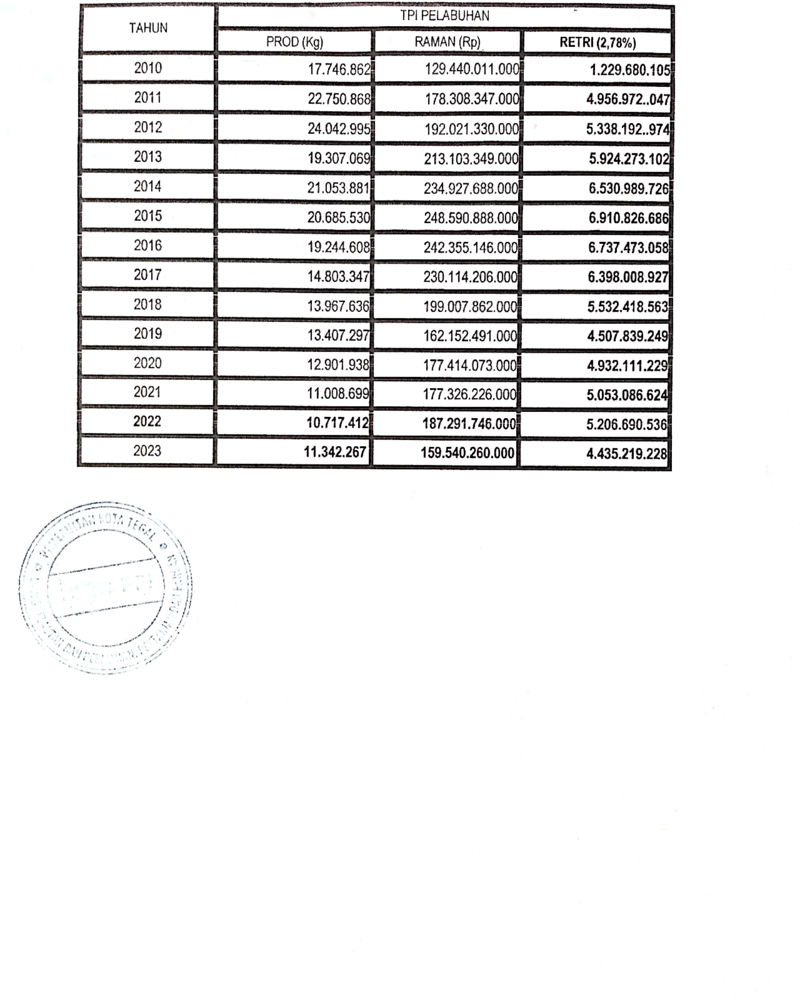 TAHUN
TPI PELABUHAN
PROD (Kg) RAMAN (Rp) RETRI (2,78%)
2010 17.746.862 129.440.011.000 1.229.680.105
2011 22.750.868 178.308.347.000 4.956.972..047
2012 24.042.995 192.021.330.000 5.338.192..974
2013 19.307.069 213.103.349.000 5.924.273.102
2014 21.053.881 234.927.688.000 6.530.989.726
2015 20.685.530 248.590.888.000 6.910.826.686
2016 19.244.608 242.355.146.000 6.737.473.058
2017 14.803.347 230.114.206.000 6.398.008.927
2018 13.967.636 199.007.862.000 5.532.418.563
2019 13.407.297 162.152.491.000 4.507.839.249
2020 12.901.938 177.414.073.000 4.932.111.229
2021 11.008.699 177.326.226.000 5.053.086.624
2022 10.717.412 187.291.746.000 5.206.690.536
2023 11.342.267 159.540.260.000 4.435.219.228
PEMERINTAH KOTA TEGAL
DAN PERIKANAN, PERTANIAN DAN